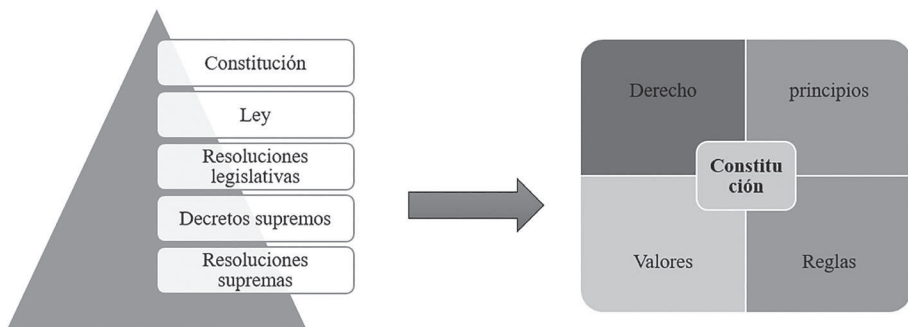 Constitución
Ley
Resoluciones
legislativas
Decretos supremos
Resoluciones
supremas
Derecho
principios
Constitu
ción
Valores
Reglas